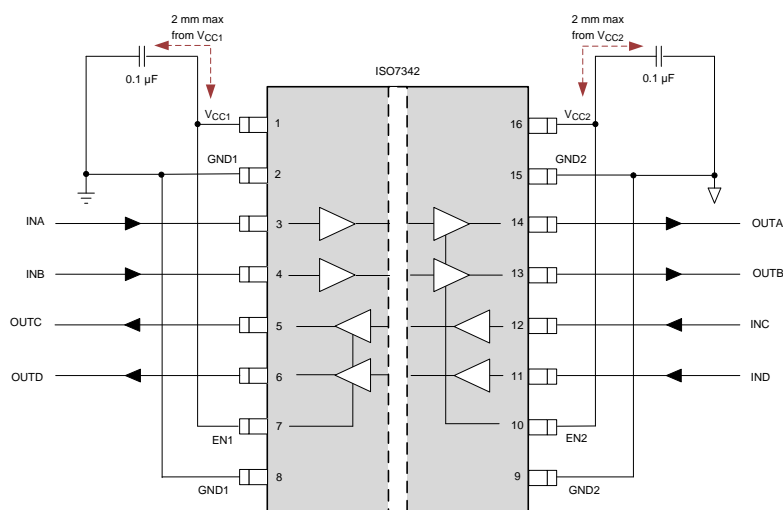 2 mm max
from VCC1
2 mm max
from VCC2
0.1 µF
ISO7342
0.1 µF
VCC1
1
16
VCC2
GND1
2
15
GND2
INA
3
14
OUTA
INB
4
13
OUTB
OUTC
5
12
INC
OUTD
6
11
IND
7
10
EN1
EN2
8
9
GND1
GND2